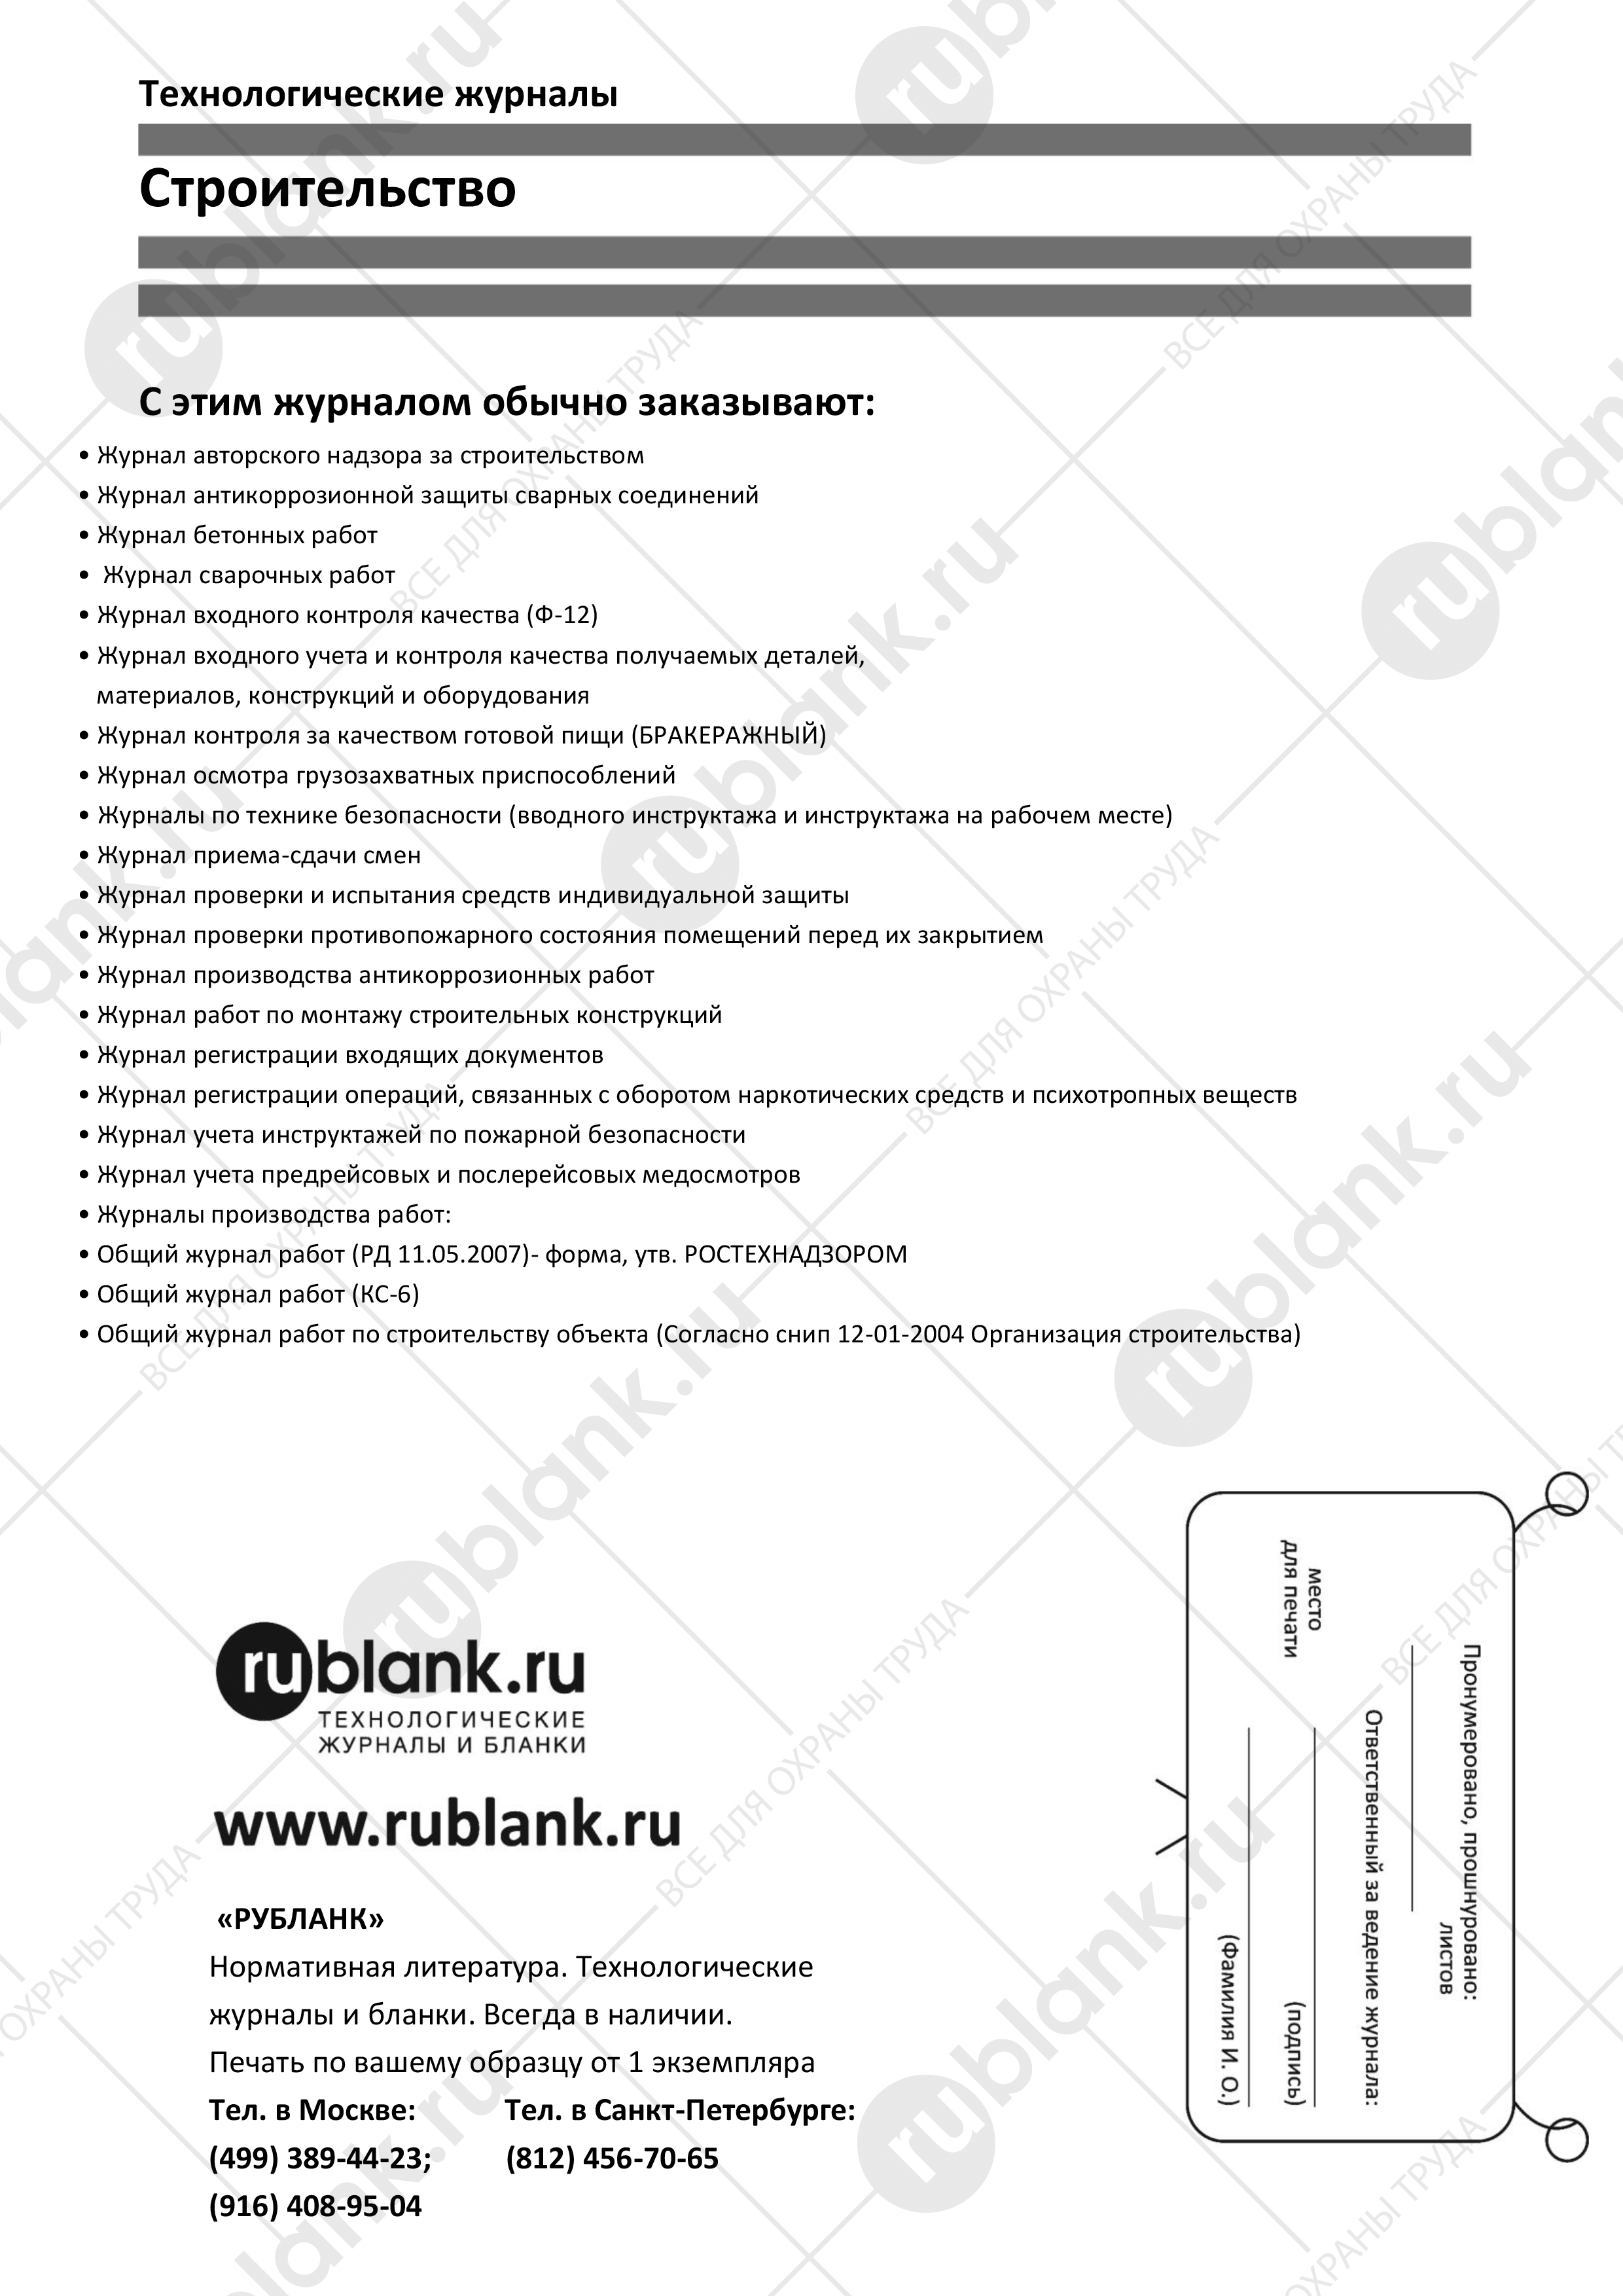 Технологические журналы
Строительство
С этим журналом обычно заказывают:
• Журнал авторского надзора за строительством
• Журнал антикоррозионной защиты сварных соединений
• Журнал бетонных работ
• Журнал сварочных работ
• Журнал входного контроля качества (Ф-12)
• Журнал входного учета и контроля качества получаемых деталей,
материалов, конструкций и оборудования
• Журнал контроля за качеством готовой пищи (БРАКЕРАЖНЫЙ)
• Журнал осмотра грузозахватных приспособлений
• Журналы по технике безопасности (вводного инструктажа и инструктажа на рабочем месте)
• Журнал приема-сдачи смен
• Журнал проверки и испытания средств индивидуальной защиты
• Журнал проверки противопожарного состояния помещений перед их закрытием
• Журнал производства антикоррозионных работ
• Журнал работ по монтажу строительных конструкций
• Журнал регистрации входящих документов
• Журнал регистрации операций, связанных с оборотом наркотических средств и психотропных веществ
• Журнал учета инструктажей по пожарной безопасности
• Журнал учета предрейсовых и послерейсовых медосмотров
• Журналы производства работ:
• Общий журнал работ (РД 11.05.2007)- форма, утв. РОСТЕХНАДЗОРОМ
• Общий журнал работ (КС-6)
• Общий журнал работ по строительству объекта (Согласно снип 12-01-2004 Организация строительства)
rublank.ru
ТЕХНОЛОГИЧЕСКИЕ
ЖУРНАЛЫ И БЛАНКИ
www.rublank.ru
«РУБЛАНК»
Нормативная литература. Технологические
журналы и бланки. Всегда в наличии.
Печать по вашему образцу от 1 экземпляра
Тел. в Москве: Тел. в Санкт-Петербурге:
(499) 389-44-23; (812) 456-70-65
(916) 408-95-04
Пронумеровано, прошнуровано:
листов
Ответственный за ведение журнала:
место
для печати
(подпись)
(Фамилия И. О.)
rublank.ru
ВСЕ ДЛЯ ОХРАНЫ ТРУДА